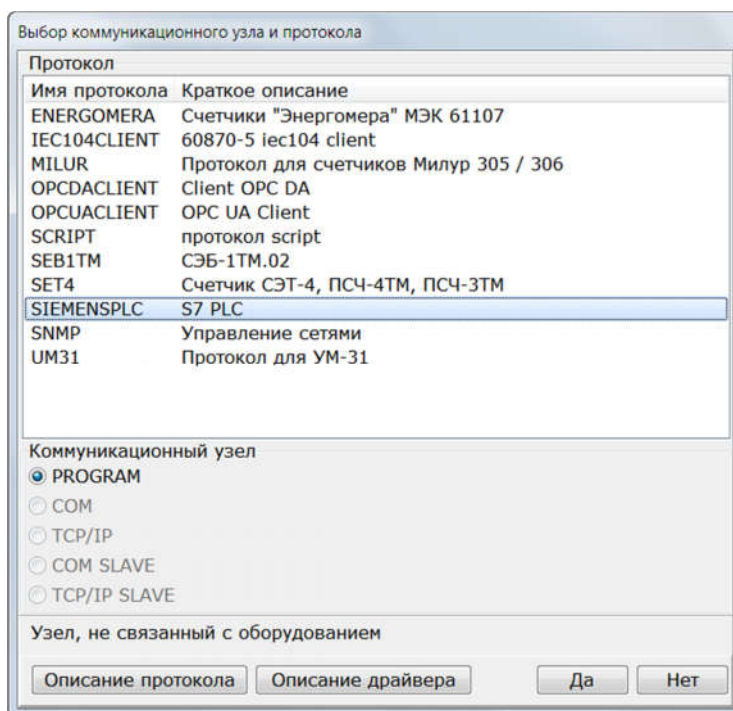 Выбор коммуникационного узла и протокола
Протокол
Имя протокола Краткое описание
ENERGOMERA Счетчики "Энергомера" МЭК 61107
IEC104CLIENT 60870-5 iec104 client
MILUR Протокол для счетчиков Милур 305 / 306
OPCDACLIENT Client OPC DA
OPCUACLIENT OPC UA Client
SCRIPT протокол script
SEB1TM СЭБ-1ТМ.02
SET4 Счетчик СЭТ-4, ПСЧ-4ТМ, ПСЧ-3ТМ
SIEMENSPLC S7 PLC
SNMP Управление сетями
UM31 Протокол для УМ-31
Коммуникационный узел
PROGRAM
COM
TCP/IP
COM SLAVE
TCP/IP SLAVE
Узел, не связанный с оборудованием
Описание протокола Описание драйвера Да Нет